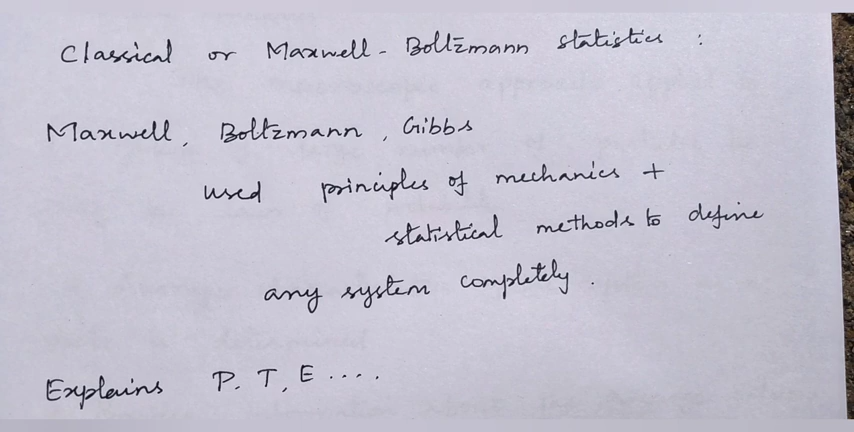 Classical or Maxwell - Boltzmann statistics :
Maxwell, Boltzmann, Gibbs
used principles of mechanics +
statistical methods to define
any system completely.
Explains P, T, E ....